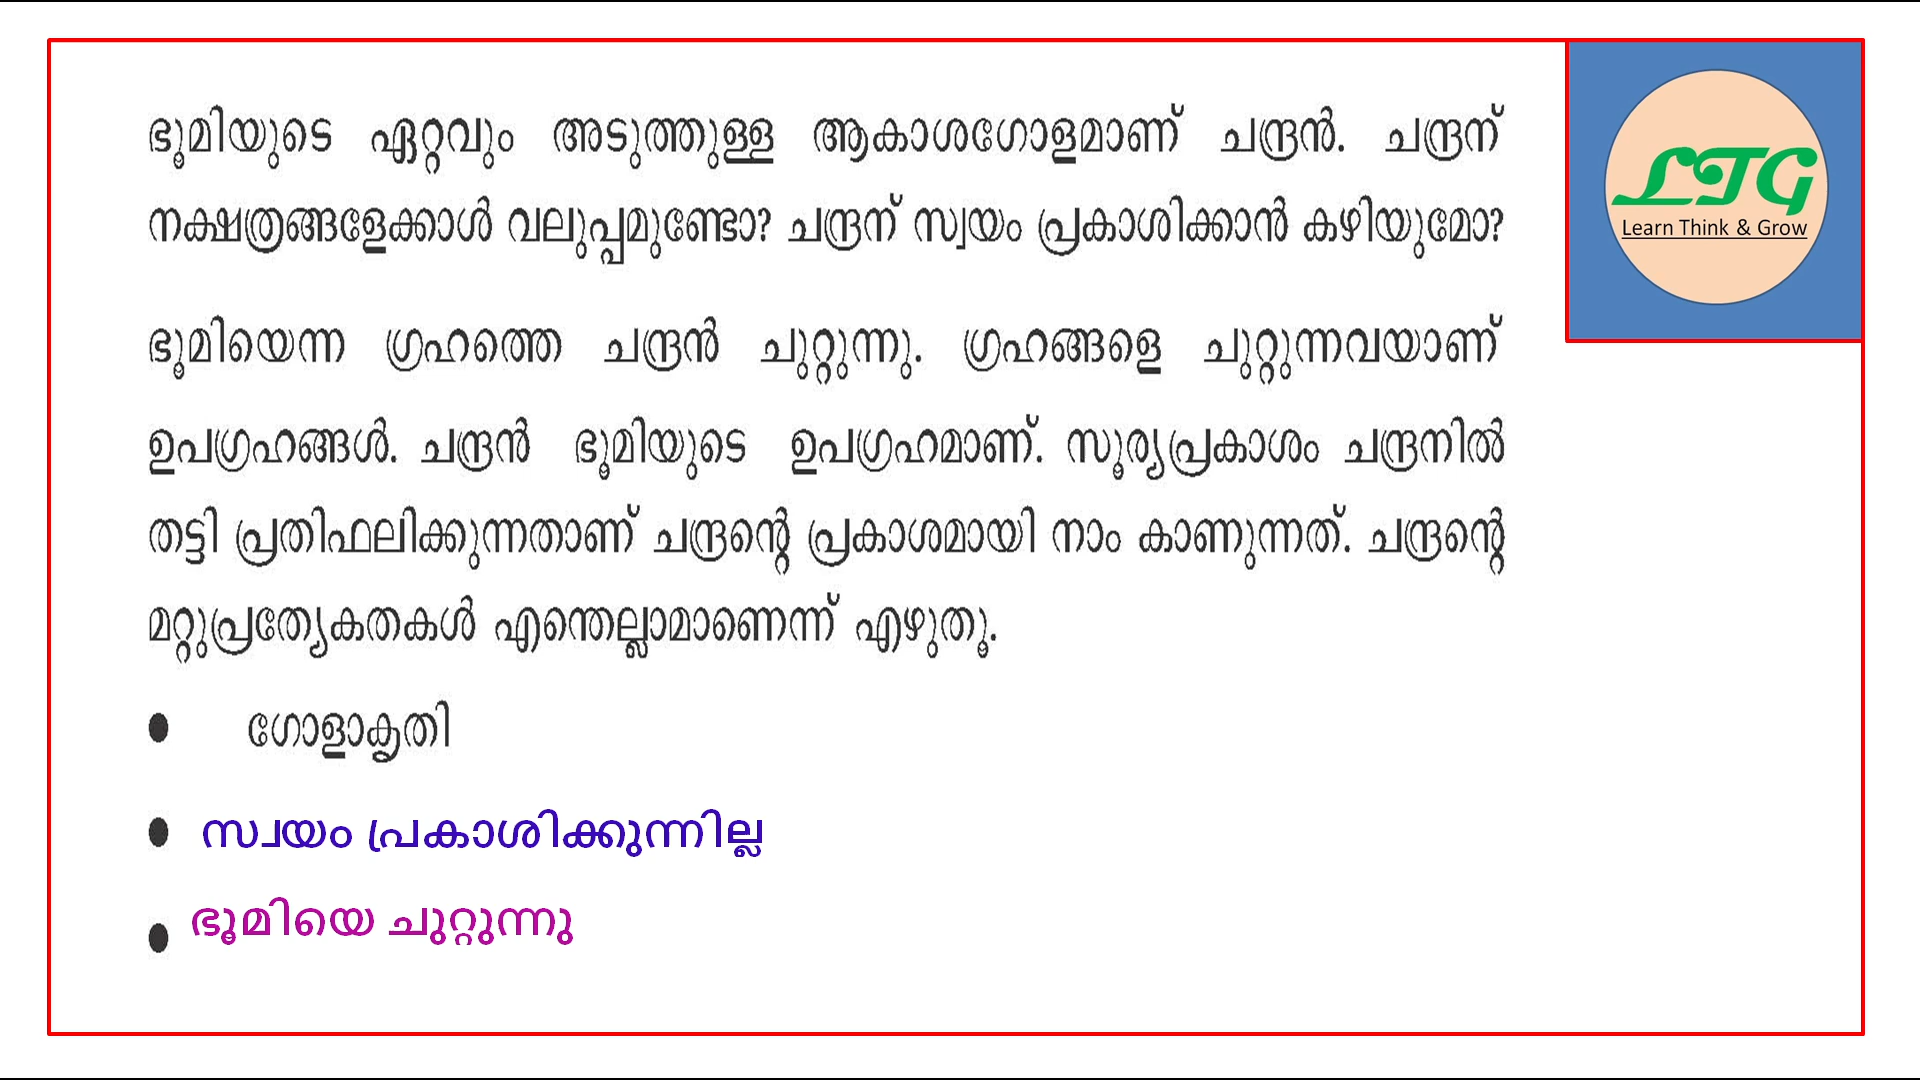 ഭൂമിയുടെ ഏറ്റവും അടുത്തുള്ള ആകാശഗോളമാണ് ചന്ദ്രൻ. ചന്ദ്രന്
നക്ഷത്രങ്ങളേക്കാൾ വലുപ്പമുണ്ടോ? ചന്ദ്രന് സ്വയം പ്രകാശിക്കാൻ കഴിയുമോ?
ഭൂമിയെന്ന ഗ്രഹത്തെ ചന്ദ്രൻ ചുറ്റുന്നു. ഗ്രഹങ്ങളെ ചുറ്റുന്നവയാണ്
ഉപഗ്രഹങ്ങൾ. ചന്ദ്രൻ ഭൂമിയുടെ ഉപഗ്രഹമാണ്. സൂര്യപ്രകാശം ചന്ദ്രനിൽ
തട്ടി പ്രതിഫലിക്കുന്നതാണ് ചന്ദ്രന്റെ പ്രകാശമായി നാം കാണുന്നത്. ചന്ദ്രന്റെ
മറ്റുപ്രത്യേകതകൾ എന്തെല്ലാമാണെന്ന് എഴുതൂ.
● ഗോളാകൃതി
● സ്വയം പ്രകാശിക്കുന്നില്ല
● ഭൂമിയെ ചുറ്റുന്നു
LTG
Learn Think & Grow